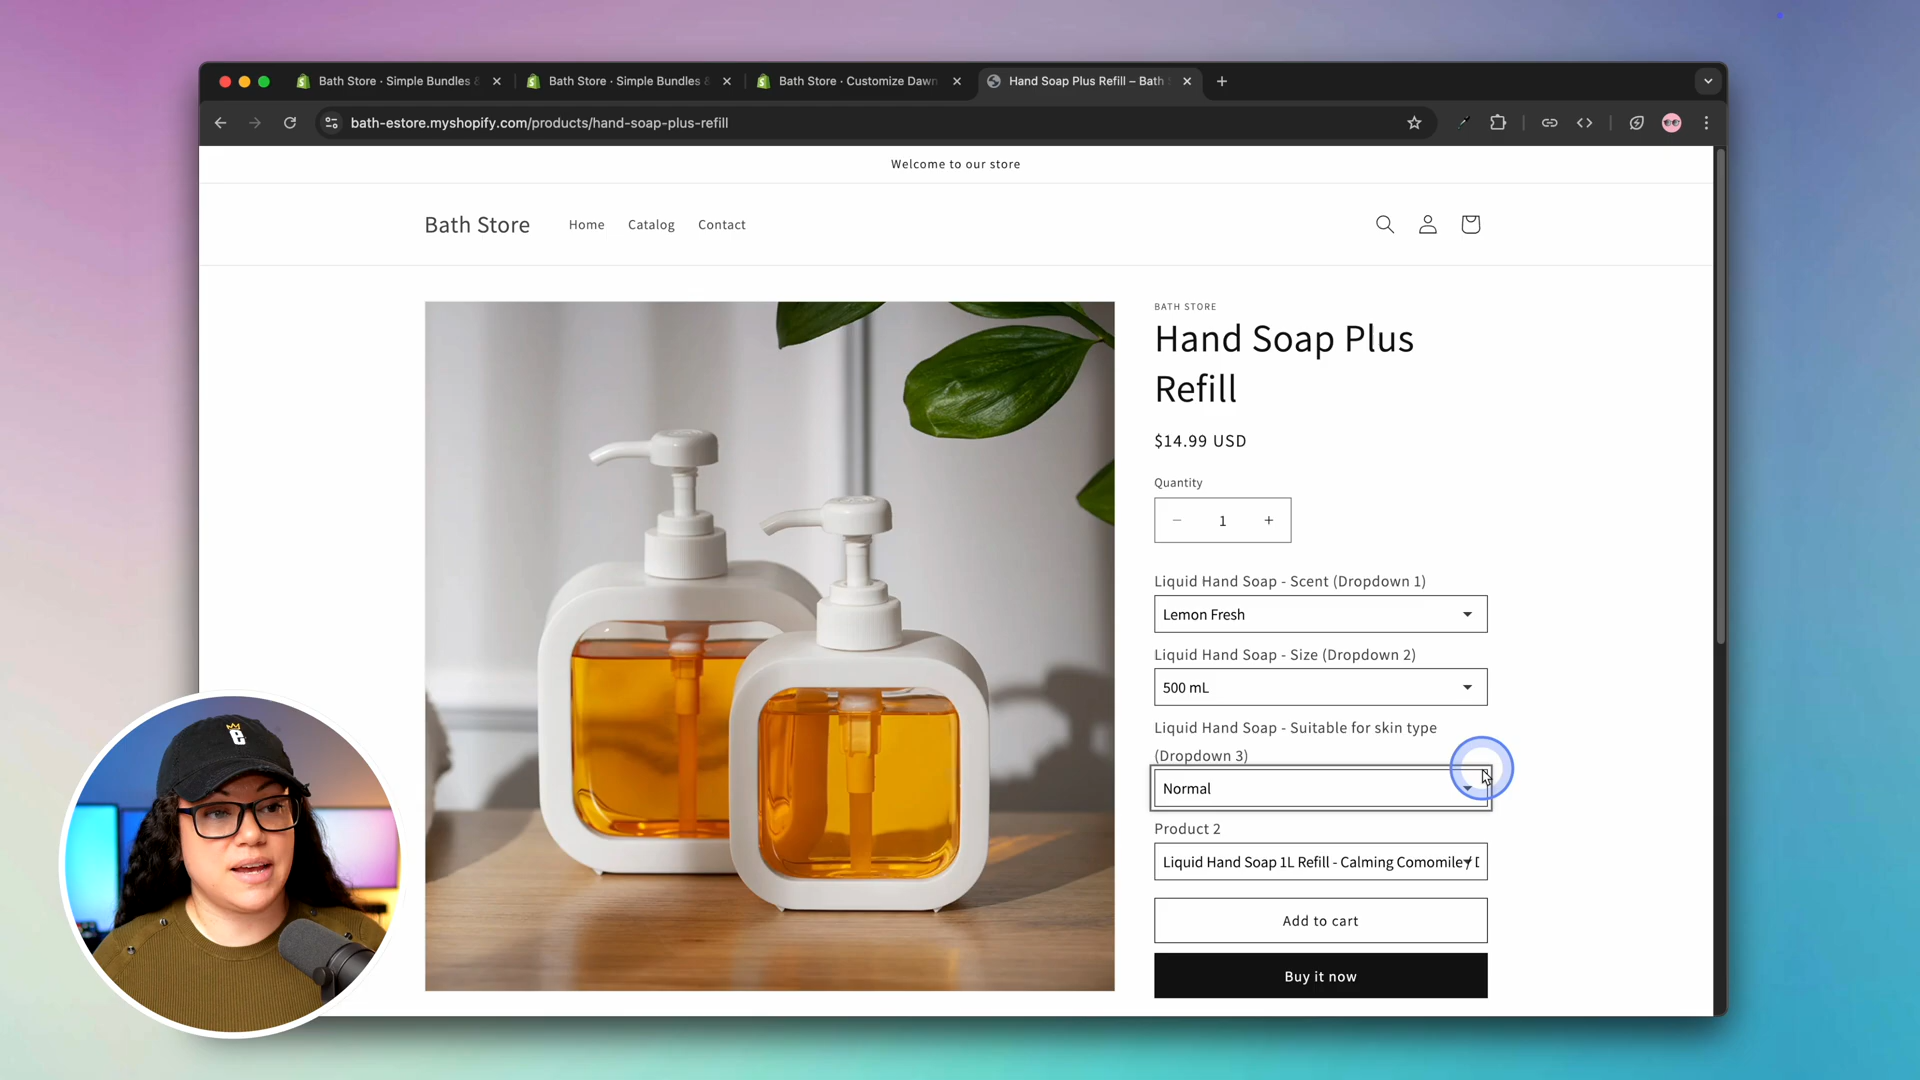 Bath Store · Simple Bundles &
Bath Store · Simple Bundles &
Bath Store · Customize Dawn
Hand Soap Plus Refill – Bath
bath-estore.myshopify.com/products/hand-soap-plus-refill
Welcome to our store
Bath Store
Home
Catalog
Contact
BATH STORE
Hand Soap Plus
Refill
$14.99 USD
Quantity
1
Liquid Hand Soap - Scent (Dropdown 1)
Lemon Fresh
Liquid Hand Soap - Size (Dropdown 2)
500 mL
Liquid Hand Soap - Suitable for skin type
(Dropdown 3)
Normal
Product 2
Liquid Hand Soap 1L Refill - Calming Comomile /
Add to cart
Buy it now
e